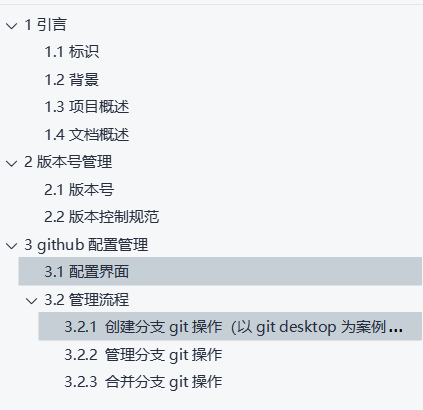 1 引言
1.1 标识
1.2 背景
1.3 项目概述
1.4 文档概述
2 版本号管理
2.1 版本号
2.2 版本控制规范
3 github 配置管理
3.1 配置界面
3.2 管理流程
3.2.1 创建分支 git 操作（以 git desktop 为案例...
3.2.2 管理分支 git 操作
3.2.3 合并分支 git 操作